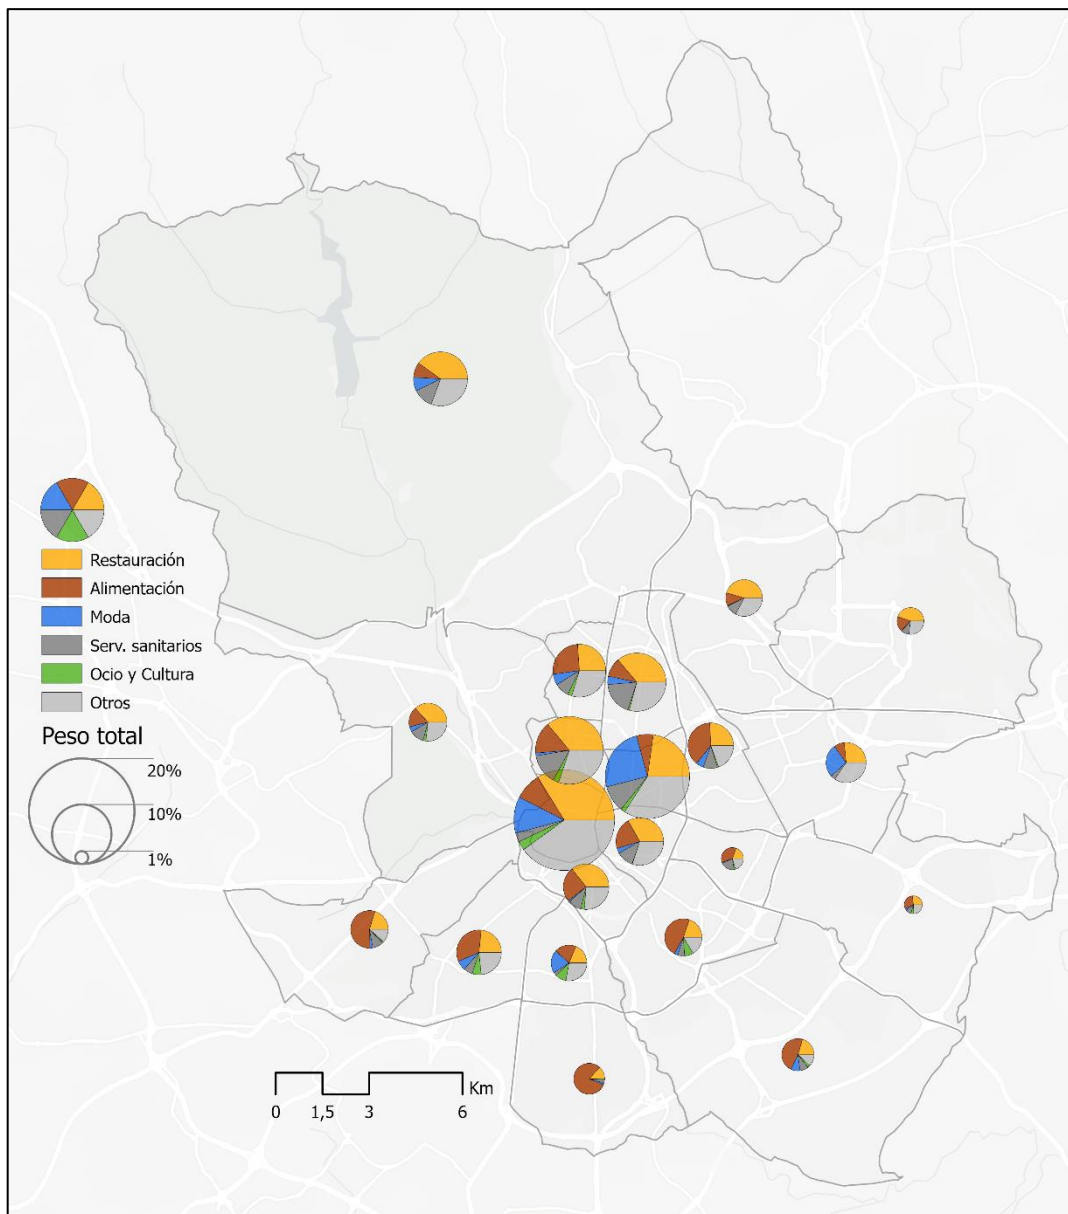 Restauración
Alimentación
Moda
Serv. sanitarios
Ocio y Cultura
Otros
Peso total
20%
10%
1%
Km
0 1,5 3 6